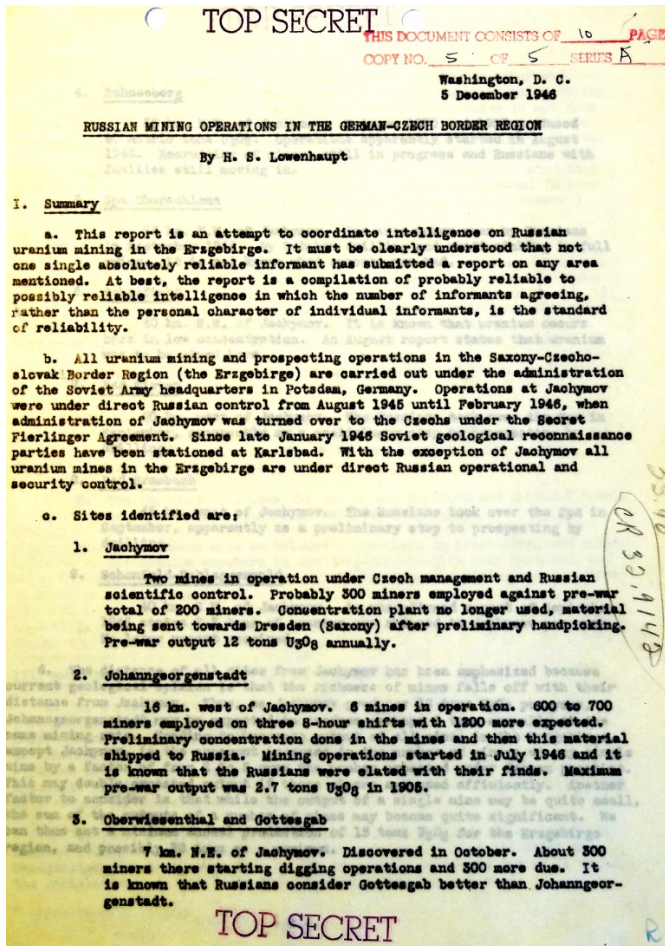 TOP SECRET
THIS DOCUMENT CONSISTS OF 10 PAGE
COPY NO. 5 OF 5 SERIES A
Washington, D. C.
5 December 1946
RUSSIAN MINING OPERATIONS IN THE GERMAN-CZECH BORDER REGION
By H. S. Lowenhaupt
I. Summary
a. This report is an attempt to coordinate intelligence on Russian
uranium mining in the Erzgebirge. It must be clearly understood that not
one single absolutely reliable informant has submitted a report on any area
mentioned. At best, the report is a compilation of probably reliable to
possibly reliable intelligence in which the number of informants agreeing,
rather than the personal character of individual informants, is the standard
of reliability.
b. All uranium mining and prospecting operations in the Saxony-Czecho-
slovak Border Region (the Erzgebirge) are carried out under the administration
of the Soviet Army headquarters in Potsdam, Germany. Operations at Jachymov
were under direct Russian control from August 1945 until February 1946, when
administration of Jachymov was turned over to the Czechs under the Secret
Fierlinger Agreement. Since late January 1946 Soviet geological reconnaissance
parties have been stationed at Karlsbad. With the exception of Jachymov all
uranium mines in the Erzgebirge are under direct Russian operational and
security control.
c. Sites identified are:
1. Jachymov
Two mines in operation under Czech management and Russian
scientific control. Probably 300 miners employed against pre-war
total of 200 miners. Concentration plant no longer used, material
being sent towards Dresden (Saxony) after preliminary handpicking.
Pre-war output 12 tons U3O8 annually.
2. Johanngeorgenstadt
16 km. west of Jachymov. 6 mines in operation. 600 to 700
miners employed on three 8-hour shifts with 1200 more expected.
Preliminary concentration done in the mines and then this material
shipped to Russia. Mining operations started in July 1946 and it
is known that the Russians were elated with their finds. Maximum
pre-war output was 2.7 tons U3O8 in 1905.
3. Oberwiesenthal and Gottesgab
7 km. N.E. of Jachymov. Discovered in October. About 300
miners there starting digging operations and 300 more due. It
is known that Russians consider Gottesgab better than Johanngeor-
genstadt.
TOP SECRET
R